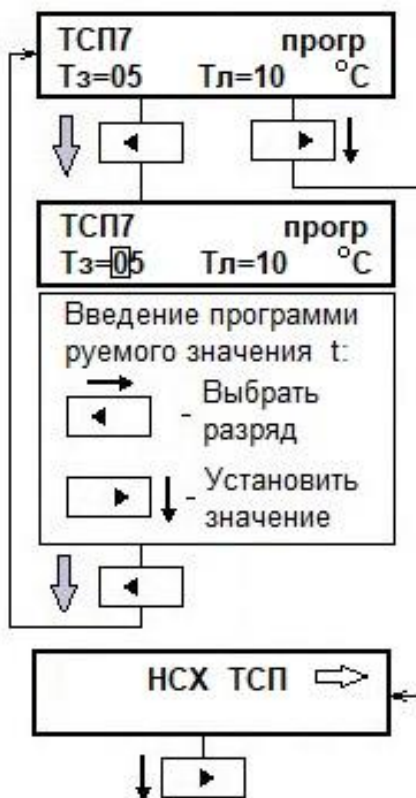 ТСП7 прогр
Тз=05 Тл=10 °С
ТСП7 прогр
Тз=05 Тл=10 °С
Введение программи
руемого значения t:
- Выбрать
разряд
- Установить
значение
НСХ ТСП